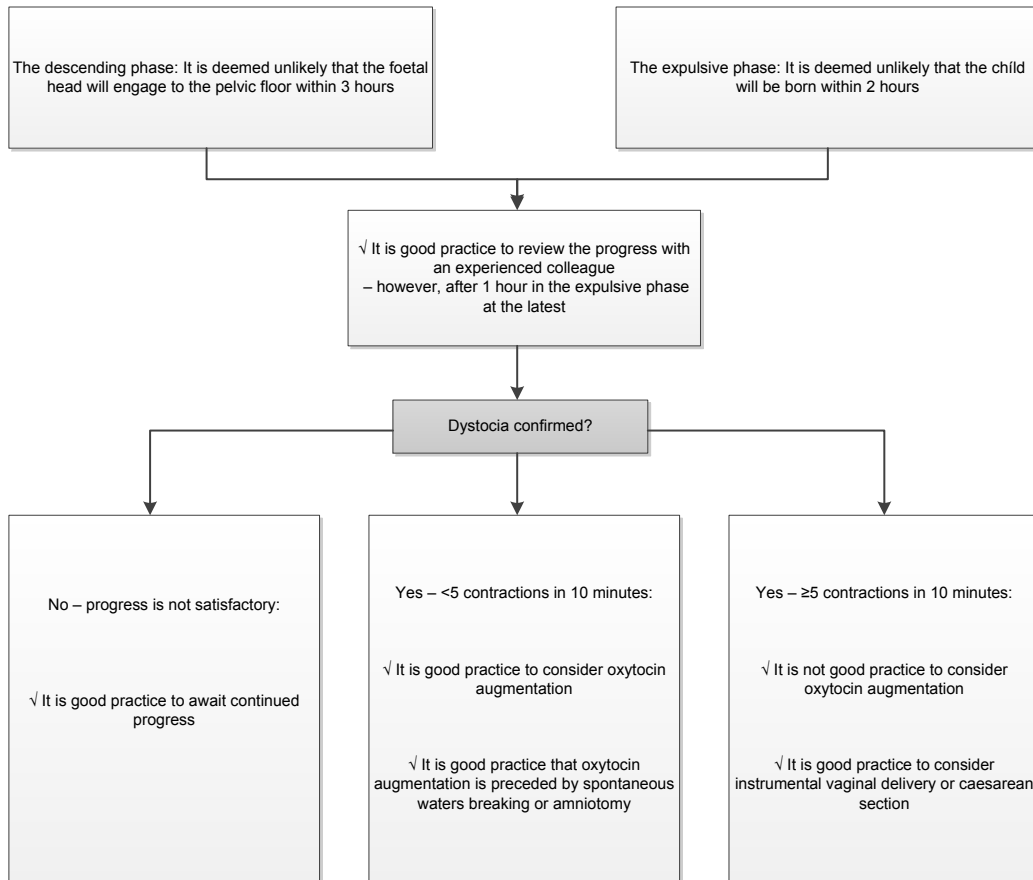 The descending phase: It is deemed unlikely that the foetal
head will engage to the pelvic floor within 3 hours
The expulsive phase: It is deemed unlikely that the chíld
will be born within 2 hours
√ It is good practice to review the progress with
an experienced colleague
– however, after 1 hour in the expulsive phase
at the latest
Dystocia confirmed?
No – progress is not satisfactory:
√ It is good practice to await continued
progress
Yes – <5 contractions in 10 minutes:
√ It is good practice to consider oxytocin
augmentation
√ It is good practice that oxytocin
augmentation is preceded by spontaneous
waters breaking or amniotomy
Yes – ≥5 contractions in 10 minutes:
√ It is not good practice to consider
oxytocin augmentation
√ It is good practice to consider
instrumental vaginal delivery or caesarean
section